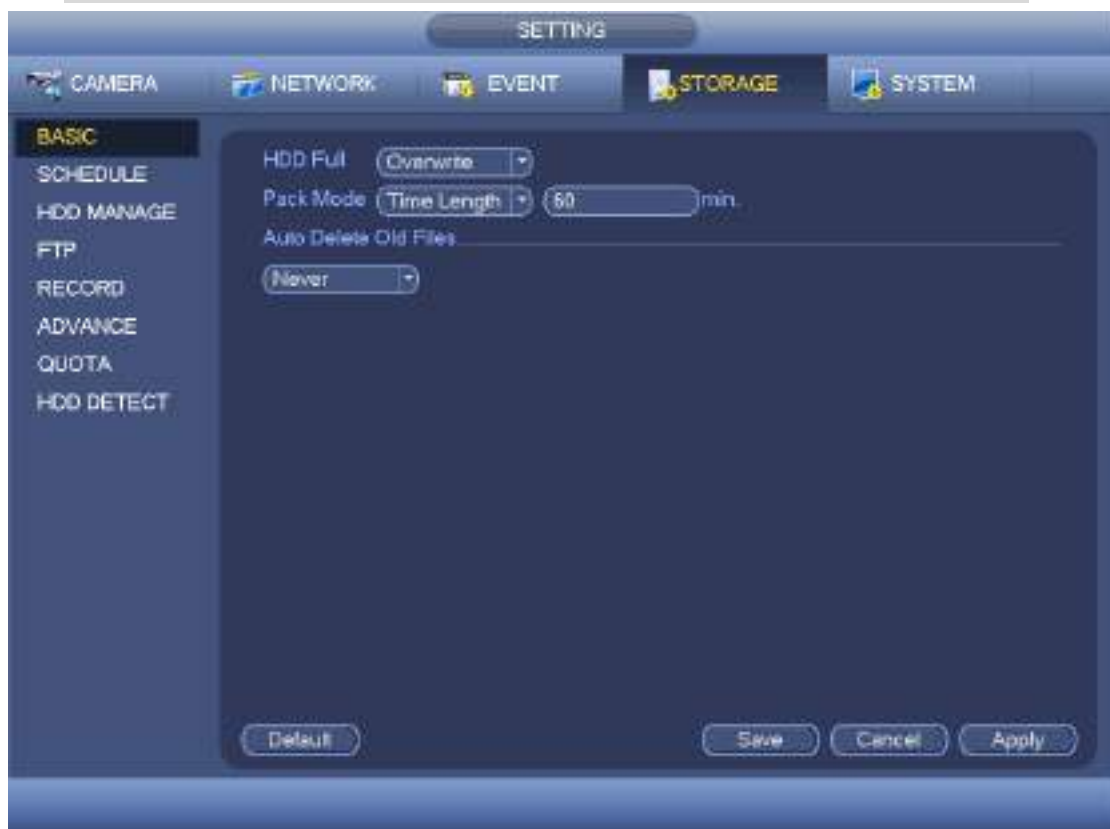 SETTING
CAMERA NETWORK EVENT STORAGE SYSTEM
BASIC
SCHEDULE
HDD MANAGE
FTP
RECORD
ADVANCE
QUOTA
HDD DETECT
HDD Full Overwrite
Pack Mode Time Length 60 min.
Auto Delete Old Files
Never
Default Save Cancel Apply